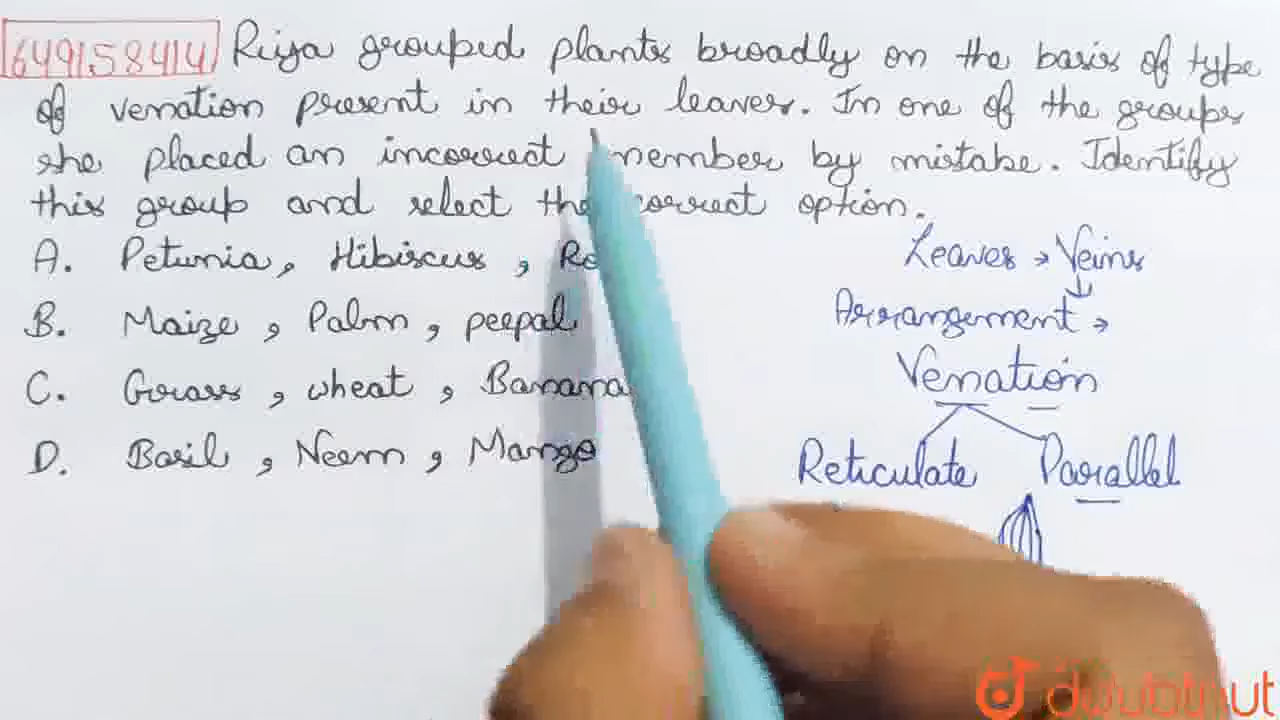 649158414 Riya grouped plants broadly on the basis of type
of venation present in their leaves. In one of the groups
she placed an incorrect member by mistake. Identify
this group and select the correct option.
A. Petunia, Hibiscus,
B. Maize, Palm, peepal
C. Grass, wheat, Banana
D. Basil, Neem, Mango
Leaves → Veins
Arrangement →
Venation
Reticulate Parallel
doubtnut